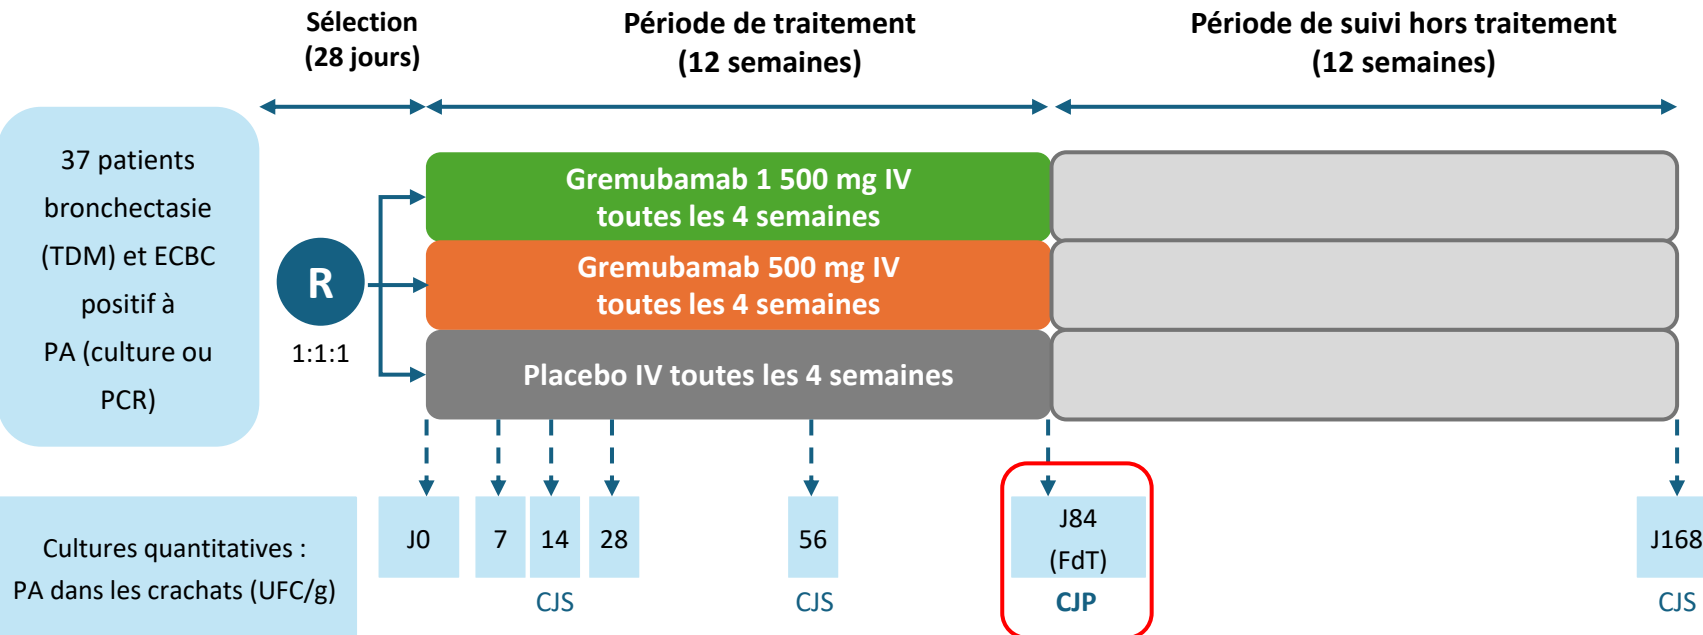 Sélection
(28 jours)
Période de traitement
(12 semaines)
Période de suivi hors traitement
(12 semaines)
37 patients
bronchectasie
(TDM) et ECBC
positif à
PA (culture ou
PCR)
R
1:1:1
Gremubamab 1 500 mg IV
toutes les 4 semaines
Gremubamab 500 mg IV
toutes les 4 semaines
Placebo IV toutes les 4 semaines
Cultures quantitatives :
PA dans les crachats (UFC/g)
J0
7
14
28
56
J84
(FdT)
J168
CJS
CJS
CJP
CJS